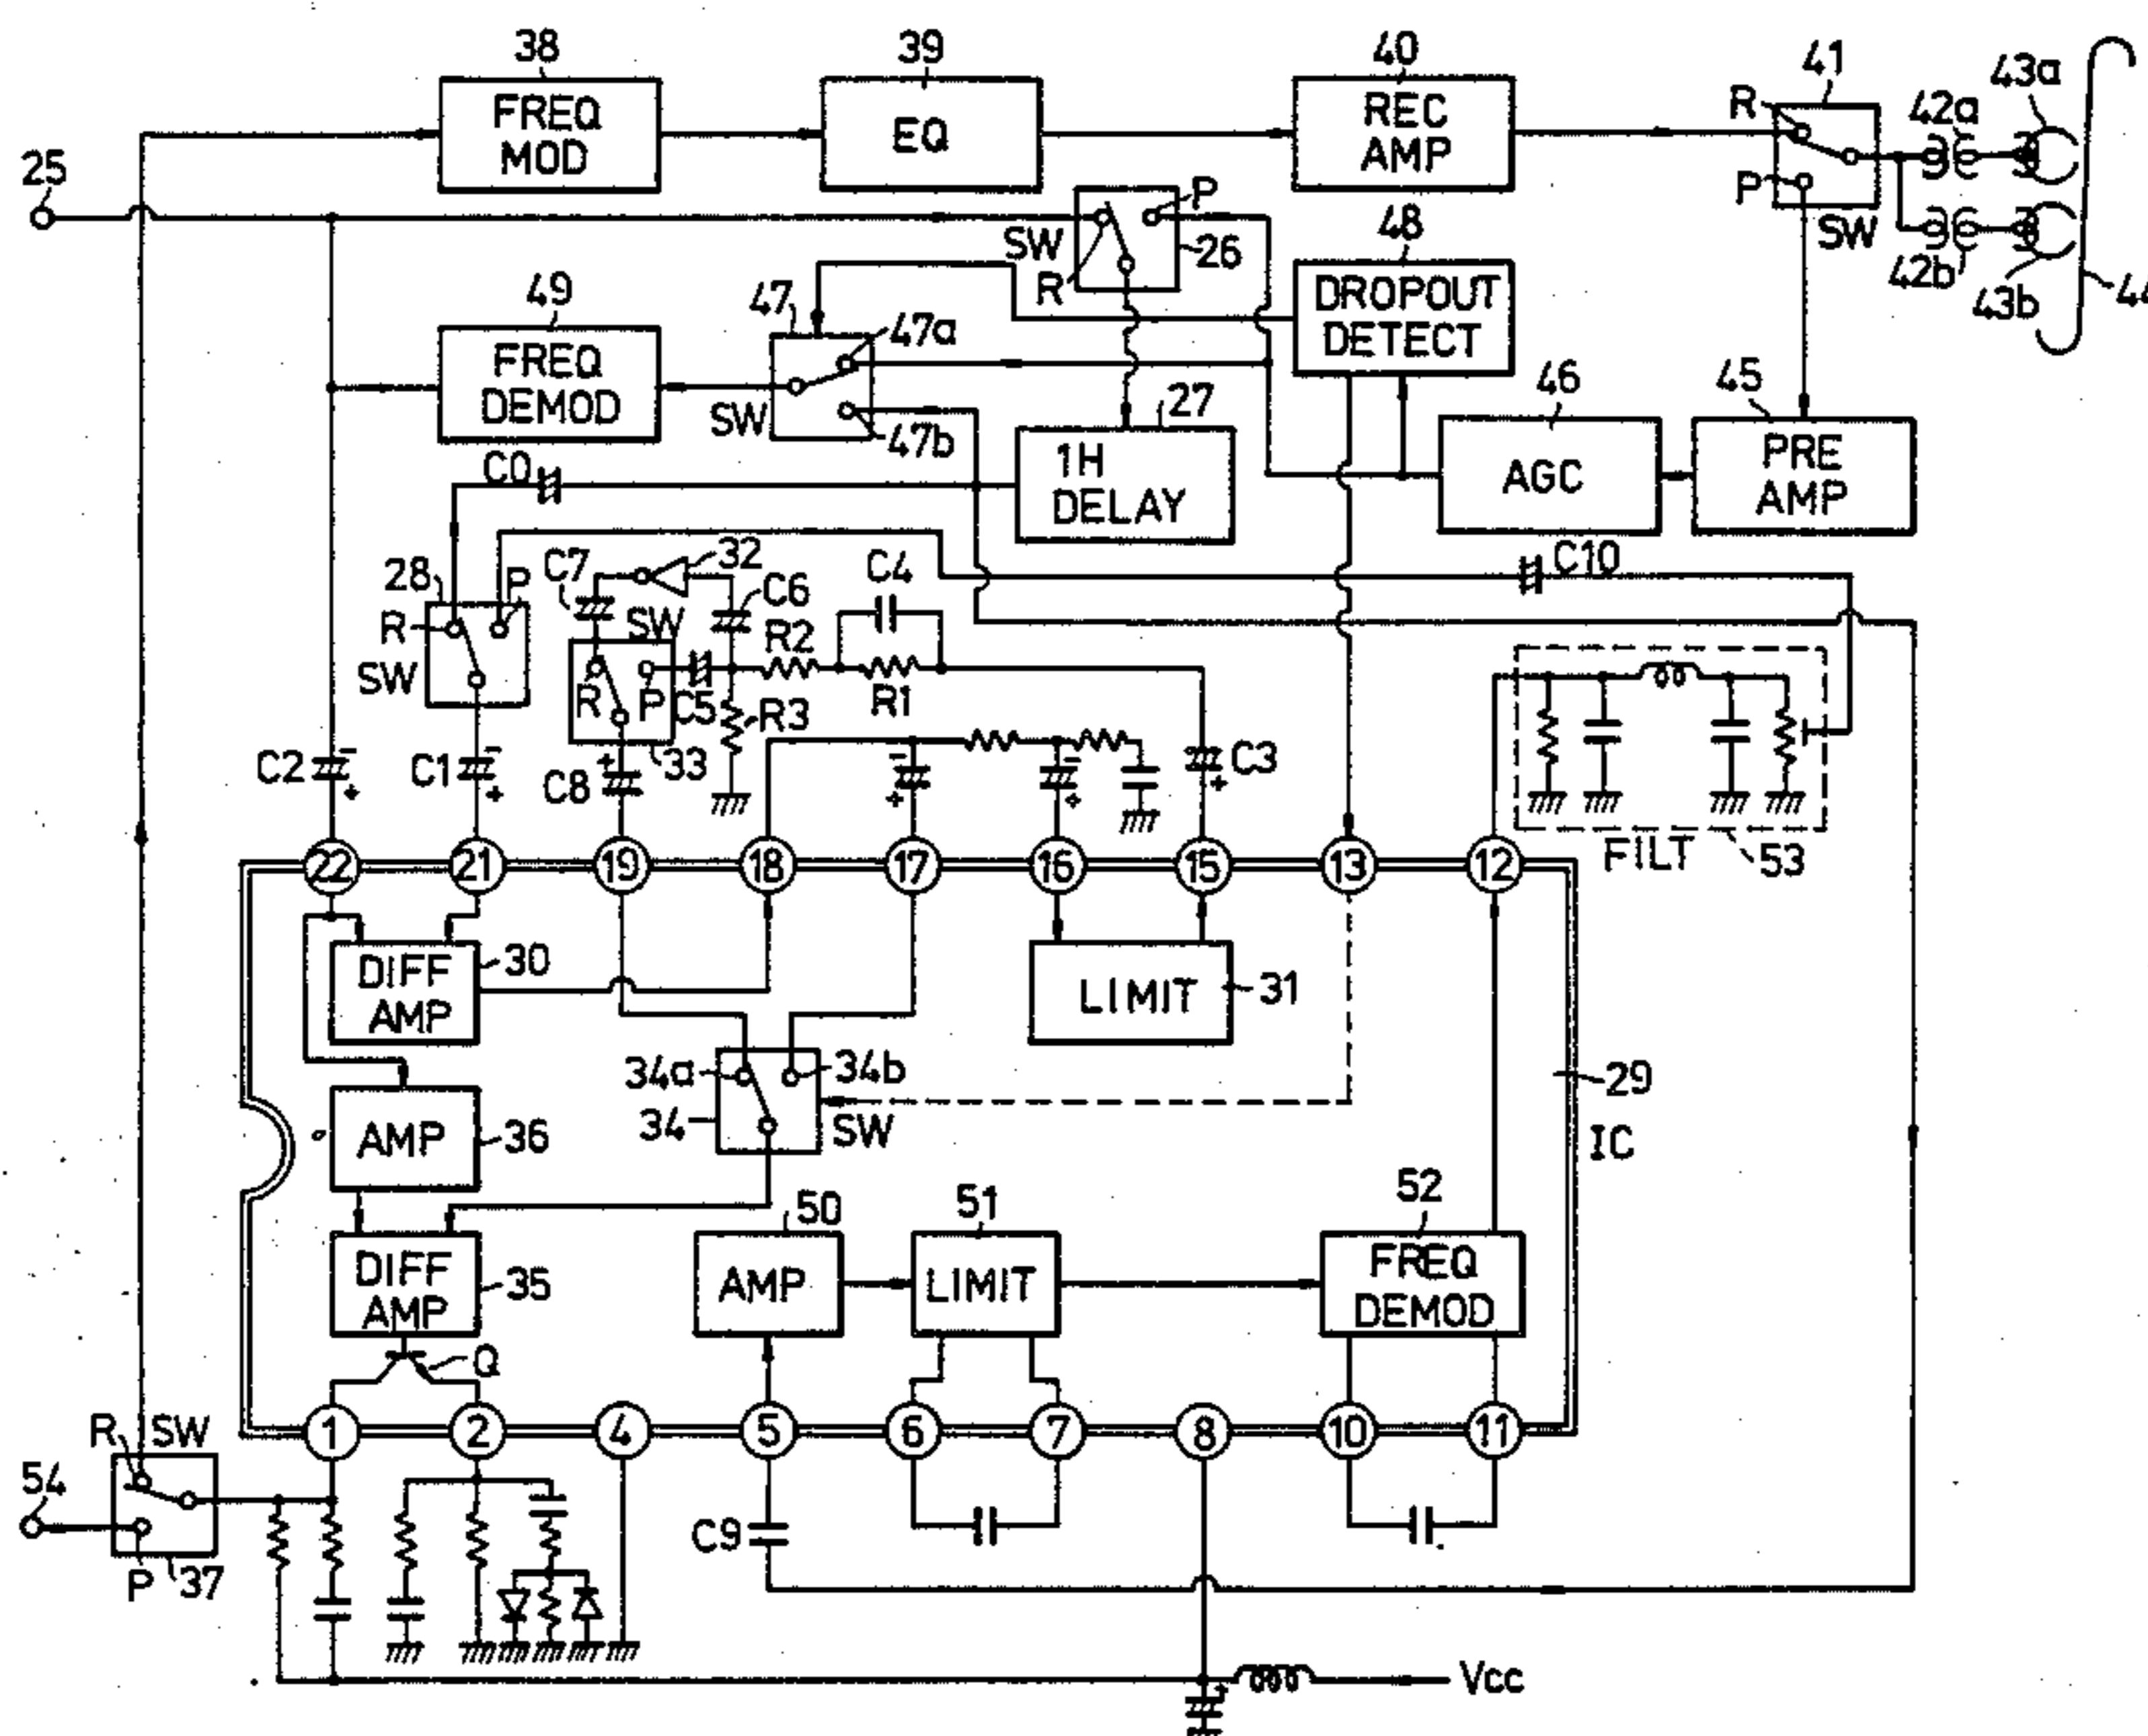 38
39
40
41
43a
FREQ
MOD
EQ
REC
AMP
R
42a
25
P
SW
42b
43b
P
SW
R
26
48
DROPOUT
DETECT
49
47
47a
FREQ
DEMOD
SW
47b
27
46
45
1H
DELAY
AGC
PRE
AMP
C0
C10
28
P
R
SW
C7
32
SW
C6
C4
R2
R
P
C5
R3
R1
C2
-
+
C1
-
+
C8
+
33
-
+
-
+
C3
+
FILT
53
22
21
19
18
17
16
15
13
12
DIFF
AMP
30
LIMIT
31
34a
34b
34
SW
29
IC
AMP
36
50
51
52
DIFF
AMP
35
AMP
LIMIT
FREQ
DEMOD
Q
1
2
4
5
6
7
8
10
11
R
SW
54
P
37
C9
Vcc
+